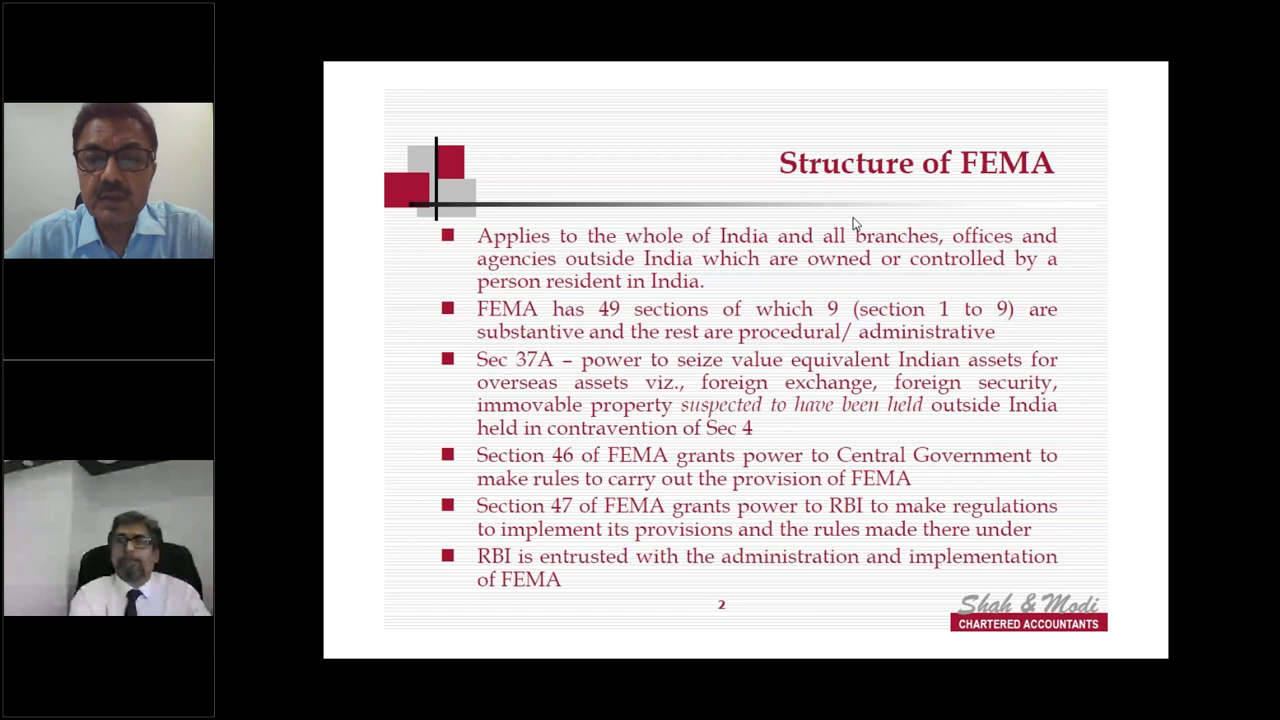 Structure of FEMA
Applies to the whole of India and all branches, offices and
agencies outside India which are owned or controlled by a
person resident in India.
FEMA has 49 sections of which 9 (section 1 to 9) are
substantive and the rest are procedural/ administrative
Sec 37A – power to seize value equivalent Indian assets for
overseas assets viz., foreign exchange, foreign security,
immovable property suspected to have been held outside India
held in contravention of Sec 4
Section 46 of FEMA grants power to Central Government to
make rules to carry out the provision of FEMA
Section 47 of FEMA grants power to RBI to make regulations
to implement its provisions and the rules made there under
RBI is entrusted with the administration and implementation
of FEMA
2
Shah & Modi
CHARTERED ACCOUNTANTS